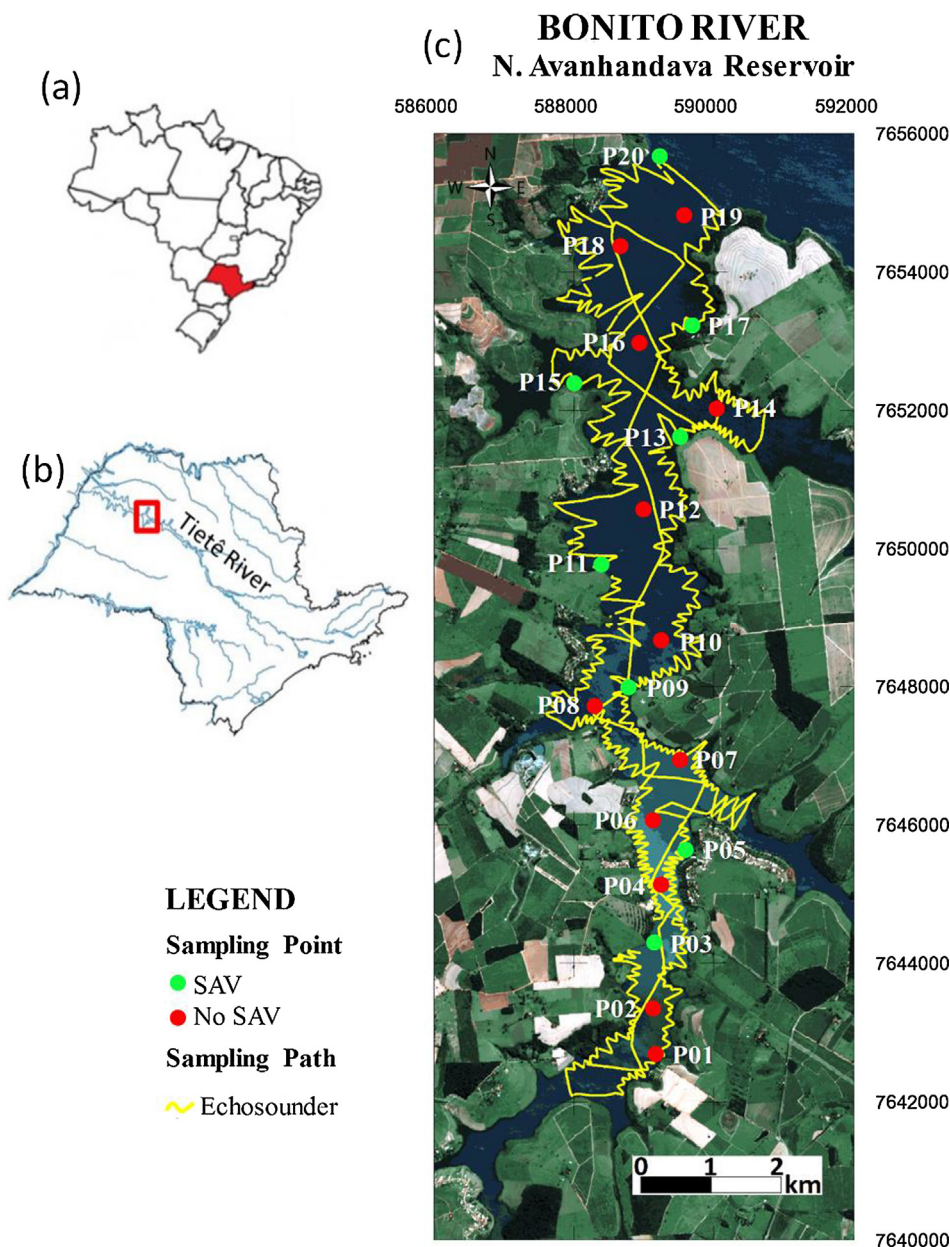 BONITO RIVER
N. Avanhandava Reservoir
(a)
(b)
Tietê River
(c)
586000
588000
590000
592000
7656000
7654000
7652000
7650000
7648000
7646000
7644000
7642000
7640000
N
W E
S
P20
P19
P18
P17
P16
P15
P14
P13
P12
P11
P10
P09
P08
P07
P06
P05
P04
P03
P02
P01
0 1 2
km
LEGEND
Sampling Point
SAV
No SAV
Sampling Path
Echosounder